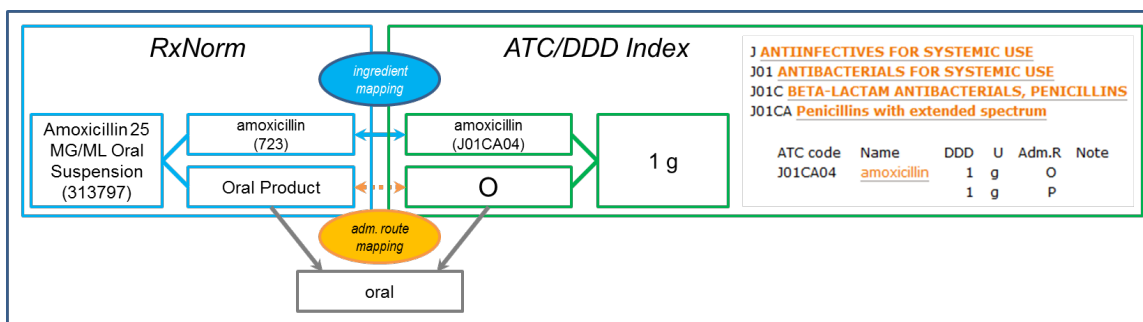 RxNorm
ATC/DDD Index
ingredient
mapping
Amoxicillin 25
MG/ML Oral
Suspension
(313797)
amoxicillin
(723)
Oral Product
amoxicillin
(J01CA04)
O
1 g
adm. route
mapping
oral
J ANTIINFECTIVES FOR SYSTEMIC USE
J01 ANTIBACTERIALS FOR SYSTEMIC USE
J01C BETA-LACTAM ANTIBACTERIALS, PENICILLINS
J01CA Penicillins with extended spectrum
ATC code Name DDD U Adm.R Note
J01CA04 amoxicillin 1 g O
1 g P